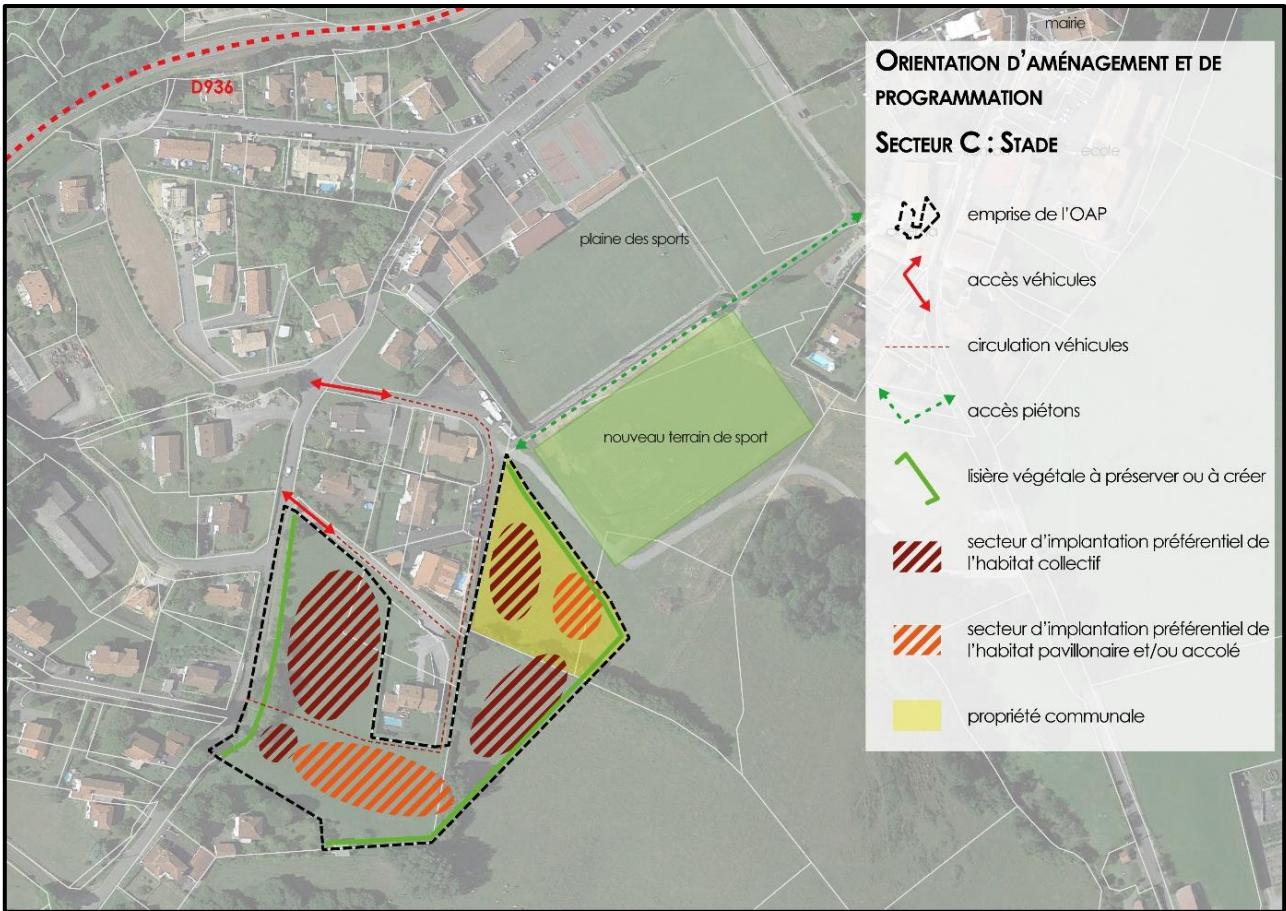 mairie
D936
ORIENTATION D'AMÉNAGEMENT ET DE
PROGRAMMATION
SECTEUR C : STADE
école
emprise de l'OAP
plaine des sports
accès véhicules
circulation véhicules
accès piétons
nouveau terrain de sport
lisière végétale à préserver ou à créer
secteur d'implantation préférentiel de
l'habitat collectif
secteur d'implantation préférentiel de
l'habitat pavillonaire et/ou accolé
propriété communale